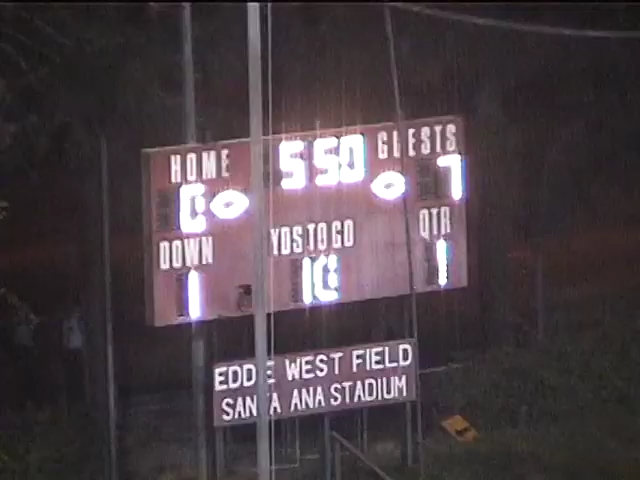 HOME 550 GUESTS
0 7
DOWN YDS TO GO QTR
1 10 1
EDDIE WEST FIELD
SANTA ANA STADIUM